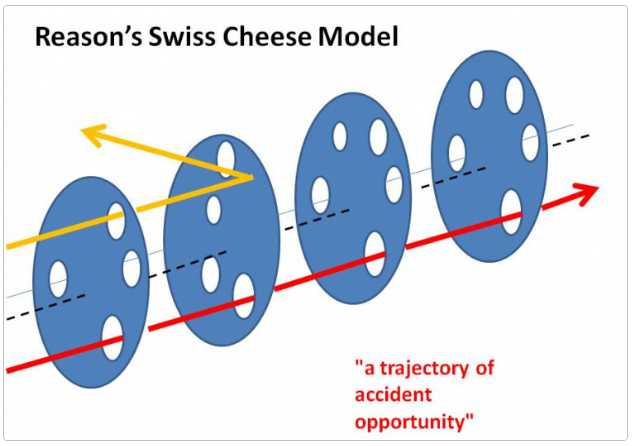 Reason's Swiss Cheese Model
"a trajectory of
accident
opportunity"